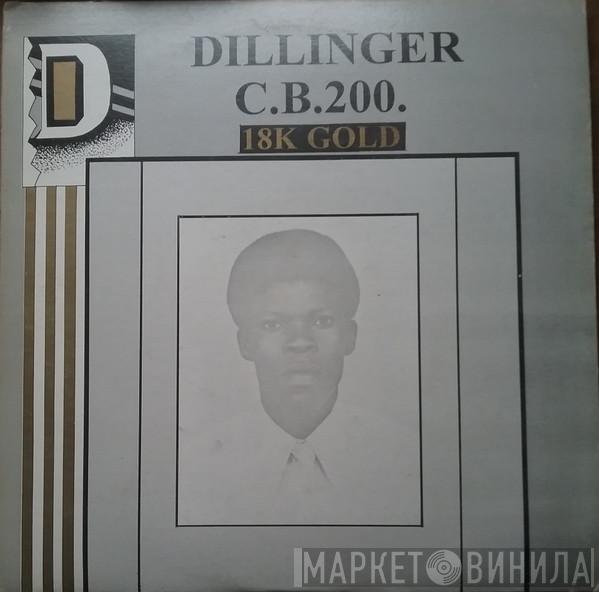 D
DILLINGER
C.B.200.
18K GOLD
МАРКЕТ ВИНИЛА